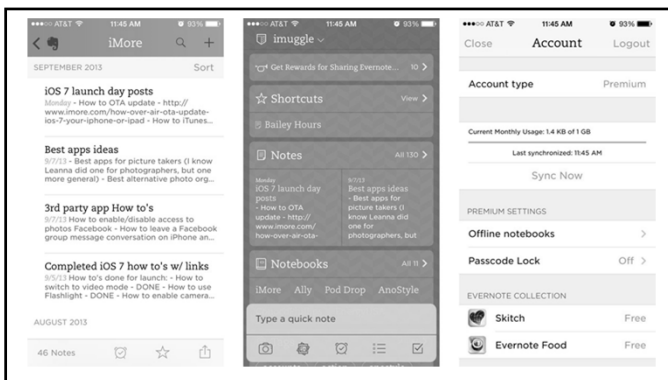 AT&T 11:45 AM 93%
iMore
SEPTEMBER 2013 Sort
iOS 7 launch day posts
Monday - How to OTA update - http://
www.imore.com/how-over-air-ota-update-
ios-7-your-iphone-or-ipad - How to iTunes...
Best apps ideas
9/7/13 - Best apps for picture takers (I know
Leanna did one for photographers, but one
more general) - Best alternative photo org...
3rd party app How to's
9/7/13 How to enable/disable access to
photos Facebook - How to leave a Facebook
group message conversation on iPhone an...
Completed iOS 7 how to's w/ links
9/5/13 How to's done for launch: - How to
switch to video mode - DONE - How to use
Flashlight - DONE - How to enable camera...
AUGUST 2013
46 Notes
AT&T 11:45 AM 93%
imuggle
Get Rewards for Sharing Evernote... 10
Shortcuts View
Bailey Hours
Notes All 130
Monday
iOS 7 launch day
posts
- How to OTA
update - http://
www.imore.com/
how-over-air-ota-
9/7/13
Best apps ideas
- Best apps for
picture takers (I
know Leanna did
one for
photographers, but
Notebooks All 11
iMore Ally Pod Drop AnoStyle
Type a quick note
AT&T 11:45 AM 93%
Close Account Logout
Account type Premium
Current Monthly Usage: 1.4 KB of 1 GB
Last synchronized: 11:45 AM
Sync Now
PREMIUM SETTINGS
Offline notebooks
Passcode Lock Off
EVERNOTE COLLECTION
Skitch Free
Evernote Food Free